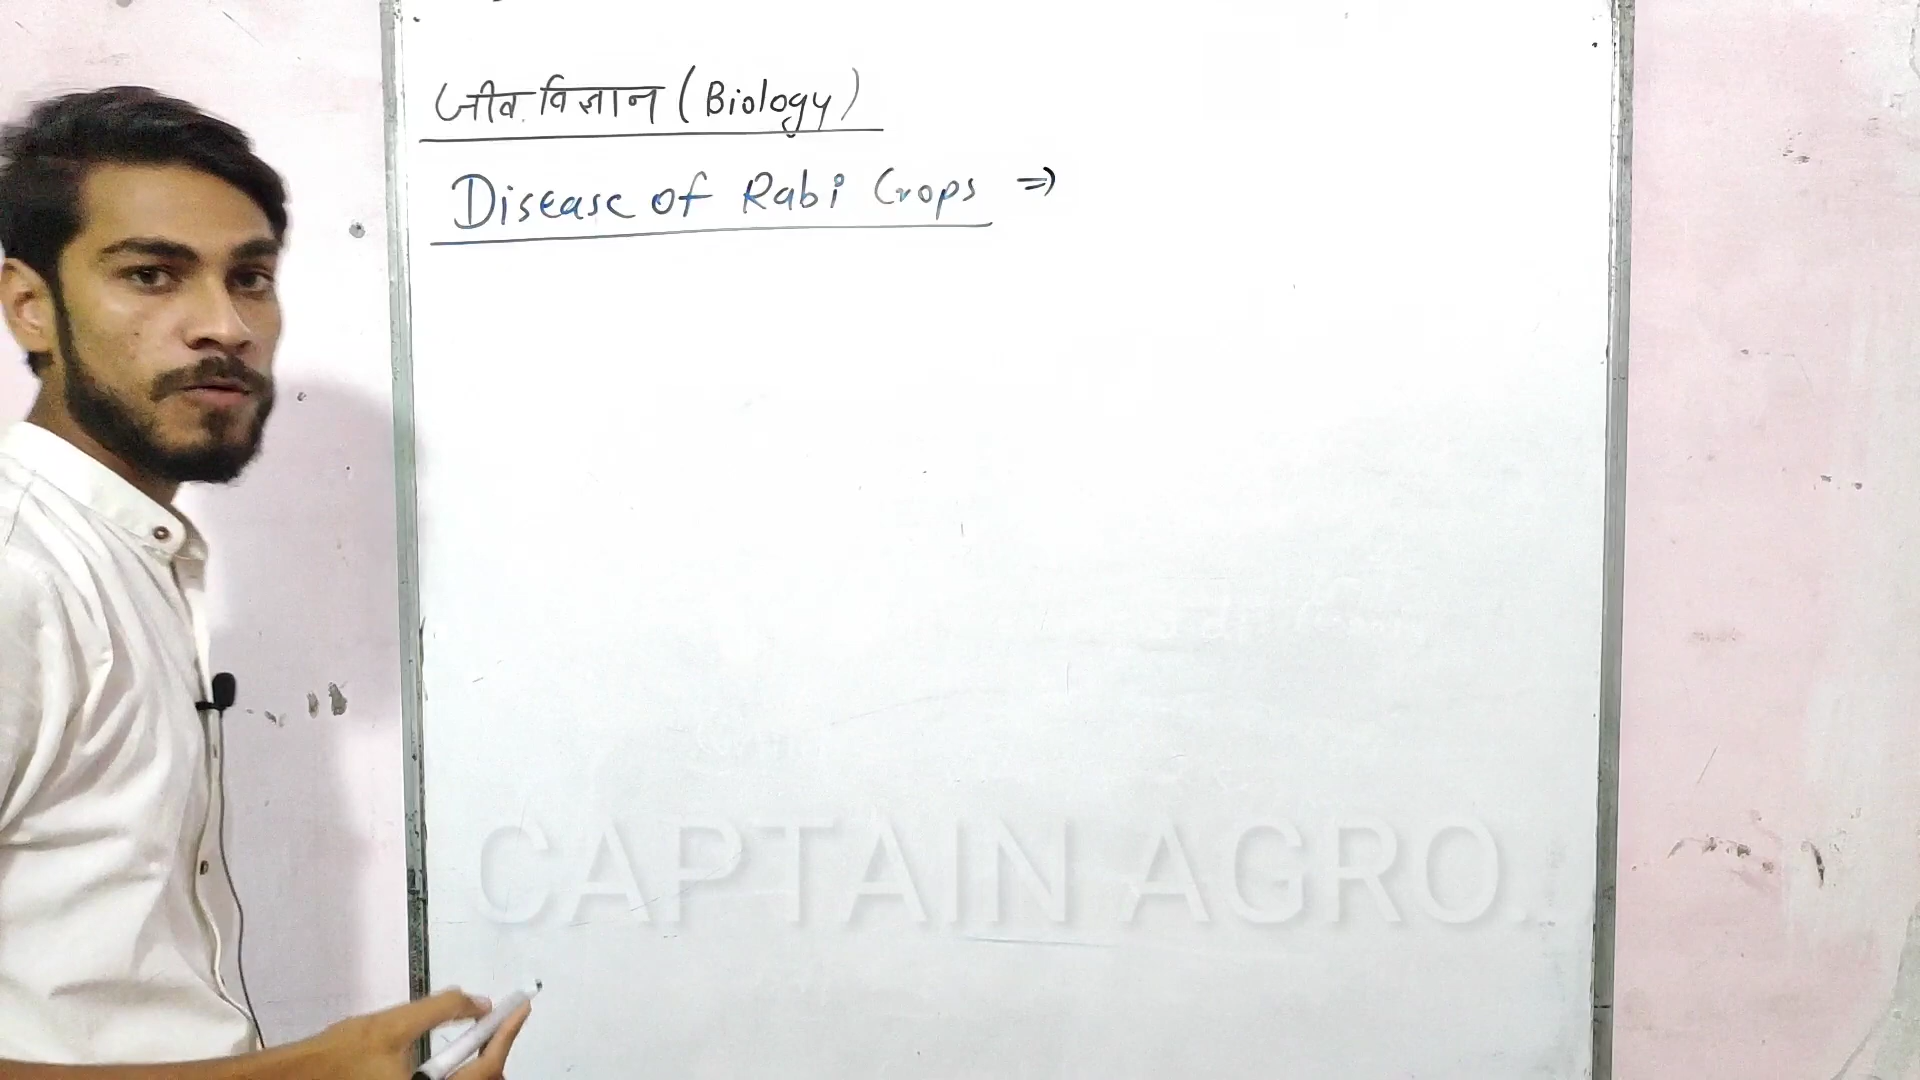 जीव विज्ञान (Biology)
Disease of Rabi Crops ⇒
CAPTAIN AGRO.